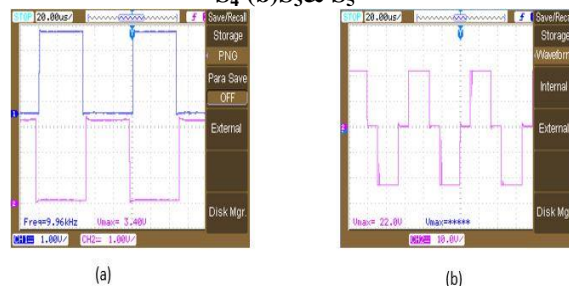 S4 (b)S3& S5
STOP 20.00us/ f Save/Recall
Storage
PNG
Para Save
OFF
External
Disk Mgr.
Freq=9.96kHz Vmax= 3.40V
CH1 1.00V/ CH2= 1.00V/
(a)
STOP 20.00us/ f Save/Recall
Storage
Waveform
Internal
External
Disk Mgr.
Vmax= 22.0V Vmax=*****
CH2= 10.0V/
(b)